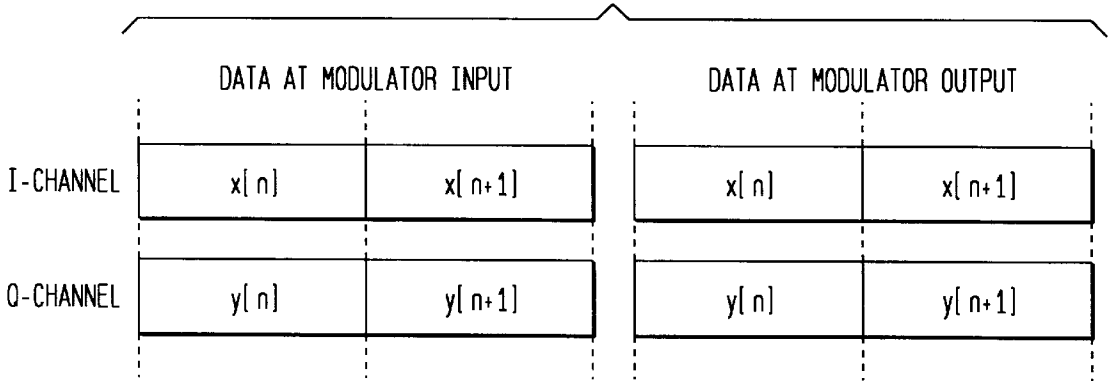 DATA AT MODULATOR INPUT DATA AT MODULATOR OUTPUT
I-CHANNEL x[n] x[n+1] x[n] x[n+1]
Q-CHANNEL y[n] y[n+1] y[n] y[n+1]